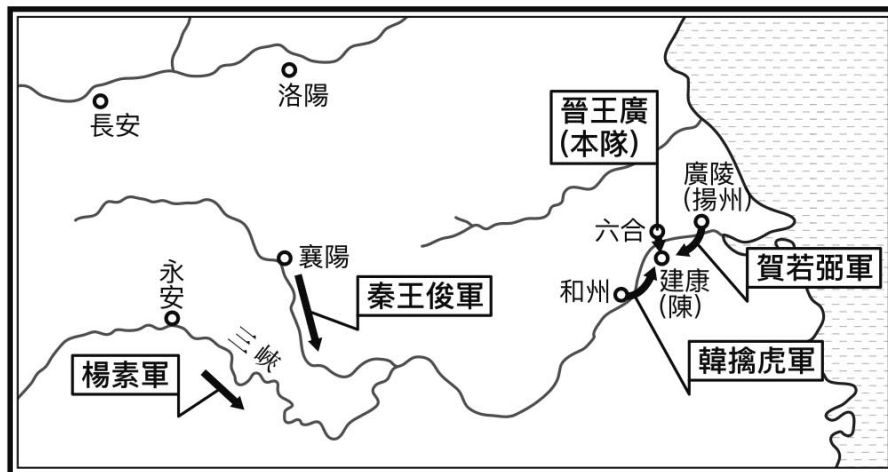 長安
洛陽
晉王廣
(本隊)
廣陵
(揚州)
六合
建康
(陳)
賀若弼軍
和州
韓擒虎軍
襄陽
秦王俊軍
永安
三峽
楊素軍